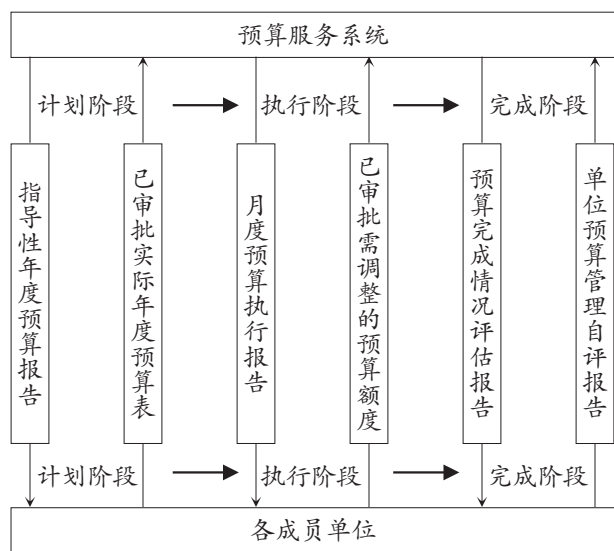 预算服务系统
计划阶段
执行阶段
完成阶段
指导性年度预算报告
已审批实际年度预算表
月度预算执行报告
已审批需调整的预算额度
预算完成情况评估报告
单位预算管理自评报告
计划阶段
执行阶段
完成阶段
各成员单位